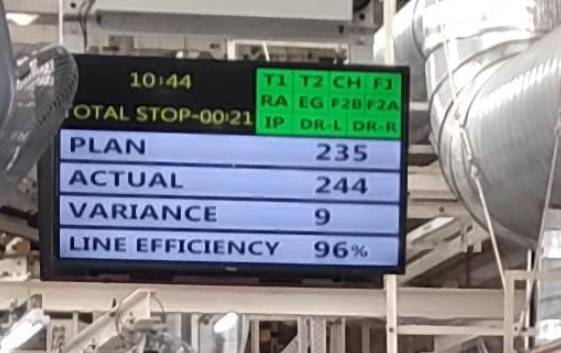 10:44
TOTAL STOP-00:21
T1 T2 CH F1
RA EG F2B F2A
IP DR-L DR-R
PLAN 235
ACTUAL 244
VARIANCE 9
LINE EFFICIENCY 96%